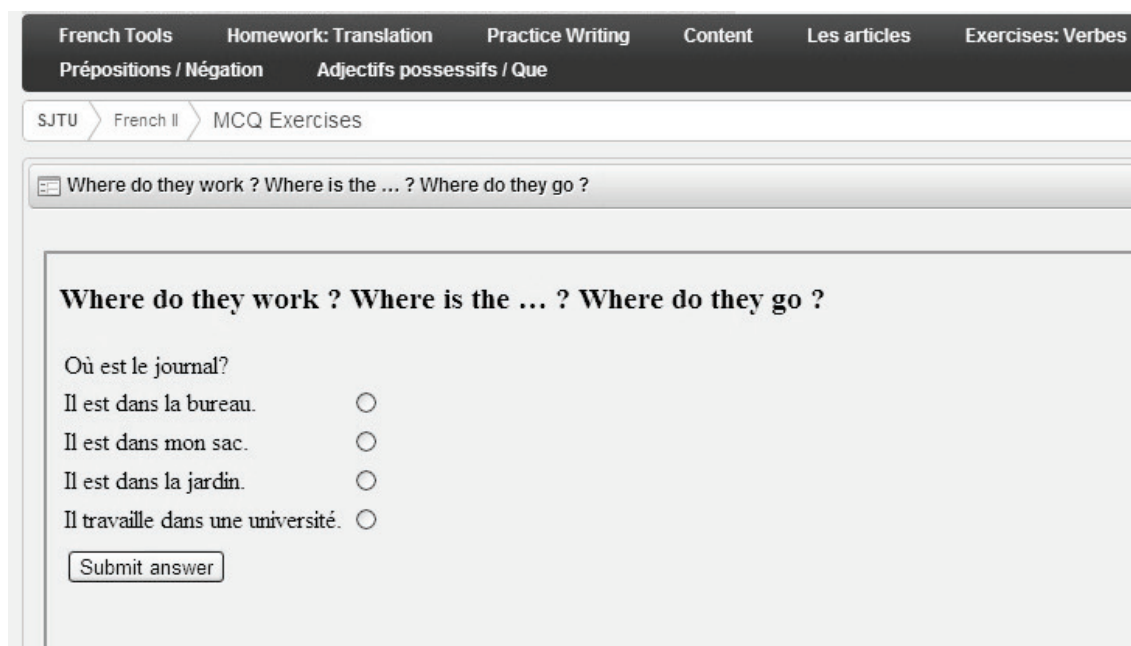 French Tools Homework: Translation Practice Writing Content Les articles Exercises: Verbes
Prépositions / Négation Adjectifs possessifs / Que
SJTU French II MCQ Exercises
Where do they work ? Where is the ... ? Where do they go ?
Where do they work ? Where is the ... ? Where do they go ?
Où est le journal?
Il est dans la bureau.
Il est dans mon sac.
Il est dans la jardin.
Il travaille dans une université.
Submit answer